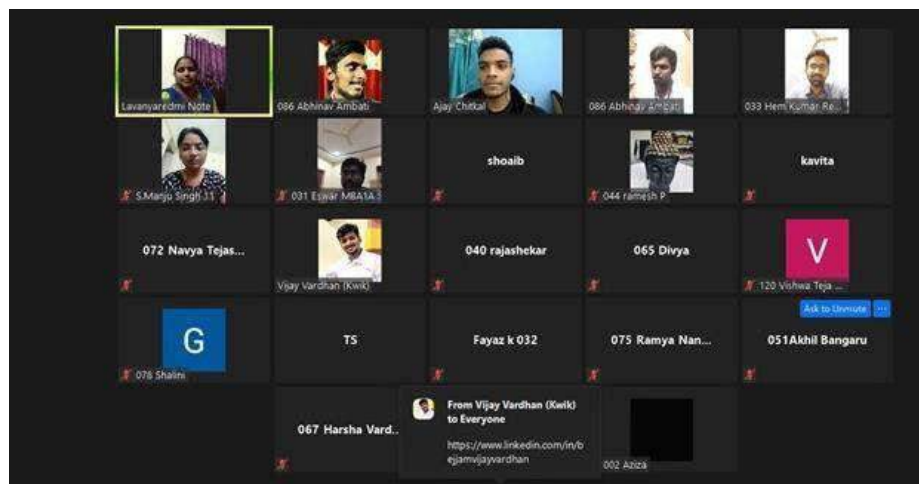 Lavanyaredmi Note
086 Abhinav Ambati
Ajay Chitkal
086 Abhinav Ambati
033 Hem Kumar Re...
S.Manju Singh 11
031 Eswar MBA1A
shoaib
044 ramesh P
kavita
072 Navya Tejas...
Vijay Vardhan (Kwik)
040 rajashekar
065 Divya
V
120 Vishwa Teja ...
Ask to Unmute ...
G
078 Shalini
TS
Fayaz k 032
075 Ramya Nan...
051Akhil Bangaru
067 Harsha Vard..
From Vijay Vardhan (Kwik)
to Everyone
https://www.linkedin.com/in/b
ejjamvijayvardhan
002 Aziza